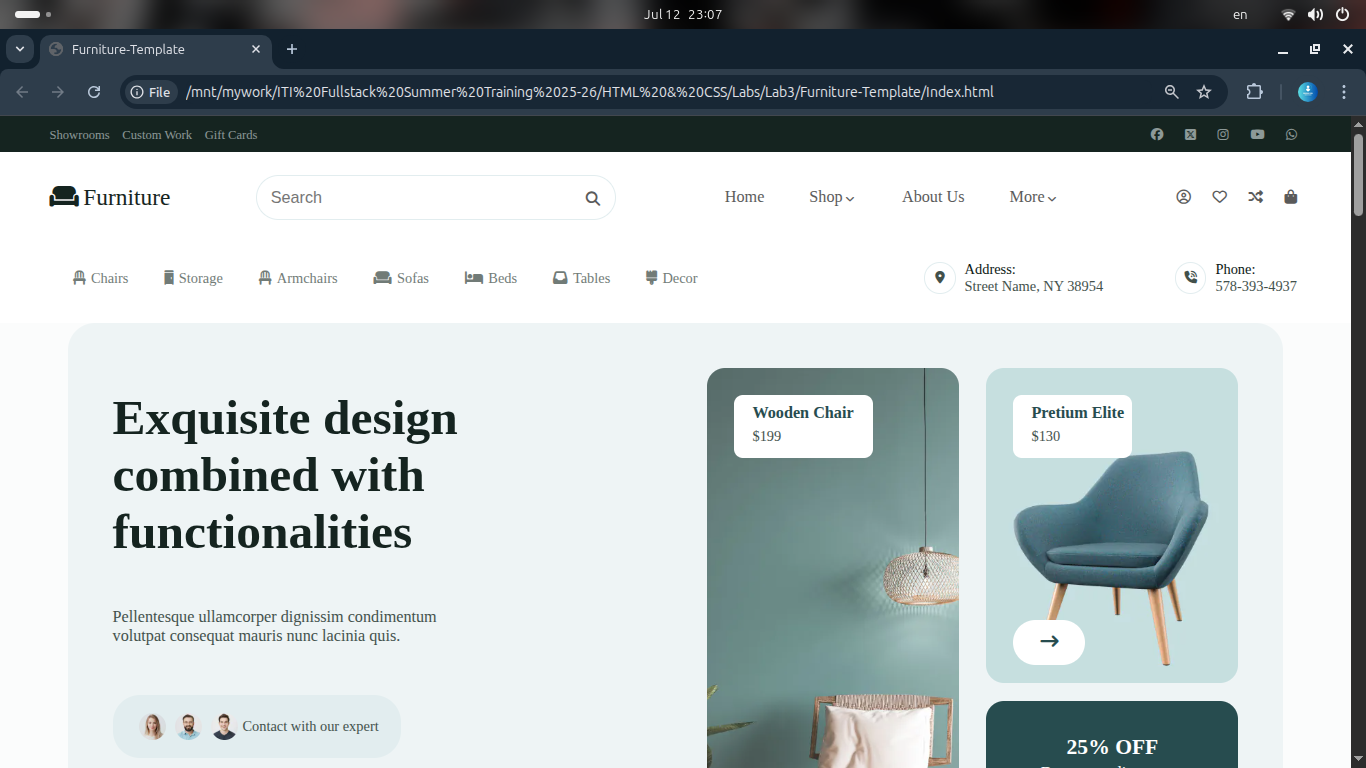 Jul 12 23:07
en
Furniture-Template
File
/mnt/mywork/ITI%20Fullstack%20Summer%20Training%2025-26/HTML%20&%20CSS/Labs/Lab3/Furniture-Template/Index.html
Showrooms Custom Work Gift Cards
Furniture
Search
Home Shop About Us More
Chairs Storage Armchairs Sofas Beds Tables Decor
Address:
Street Name, NY 38954
Phone:
578-393-4937
Exquisite design
combined with
functionalities
Pellentesque ullamcorper dignissim condimentum
volutpat consequat mauris nunc lacinia quis.
Contact with our expert
Wooden Chair
$199
Pretium Elite
$130
25% OFF